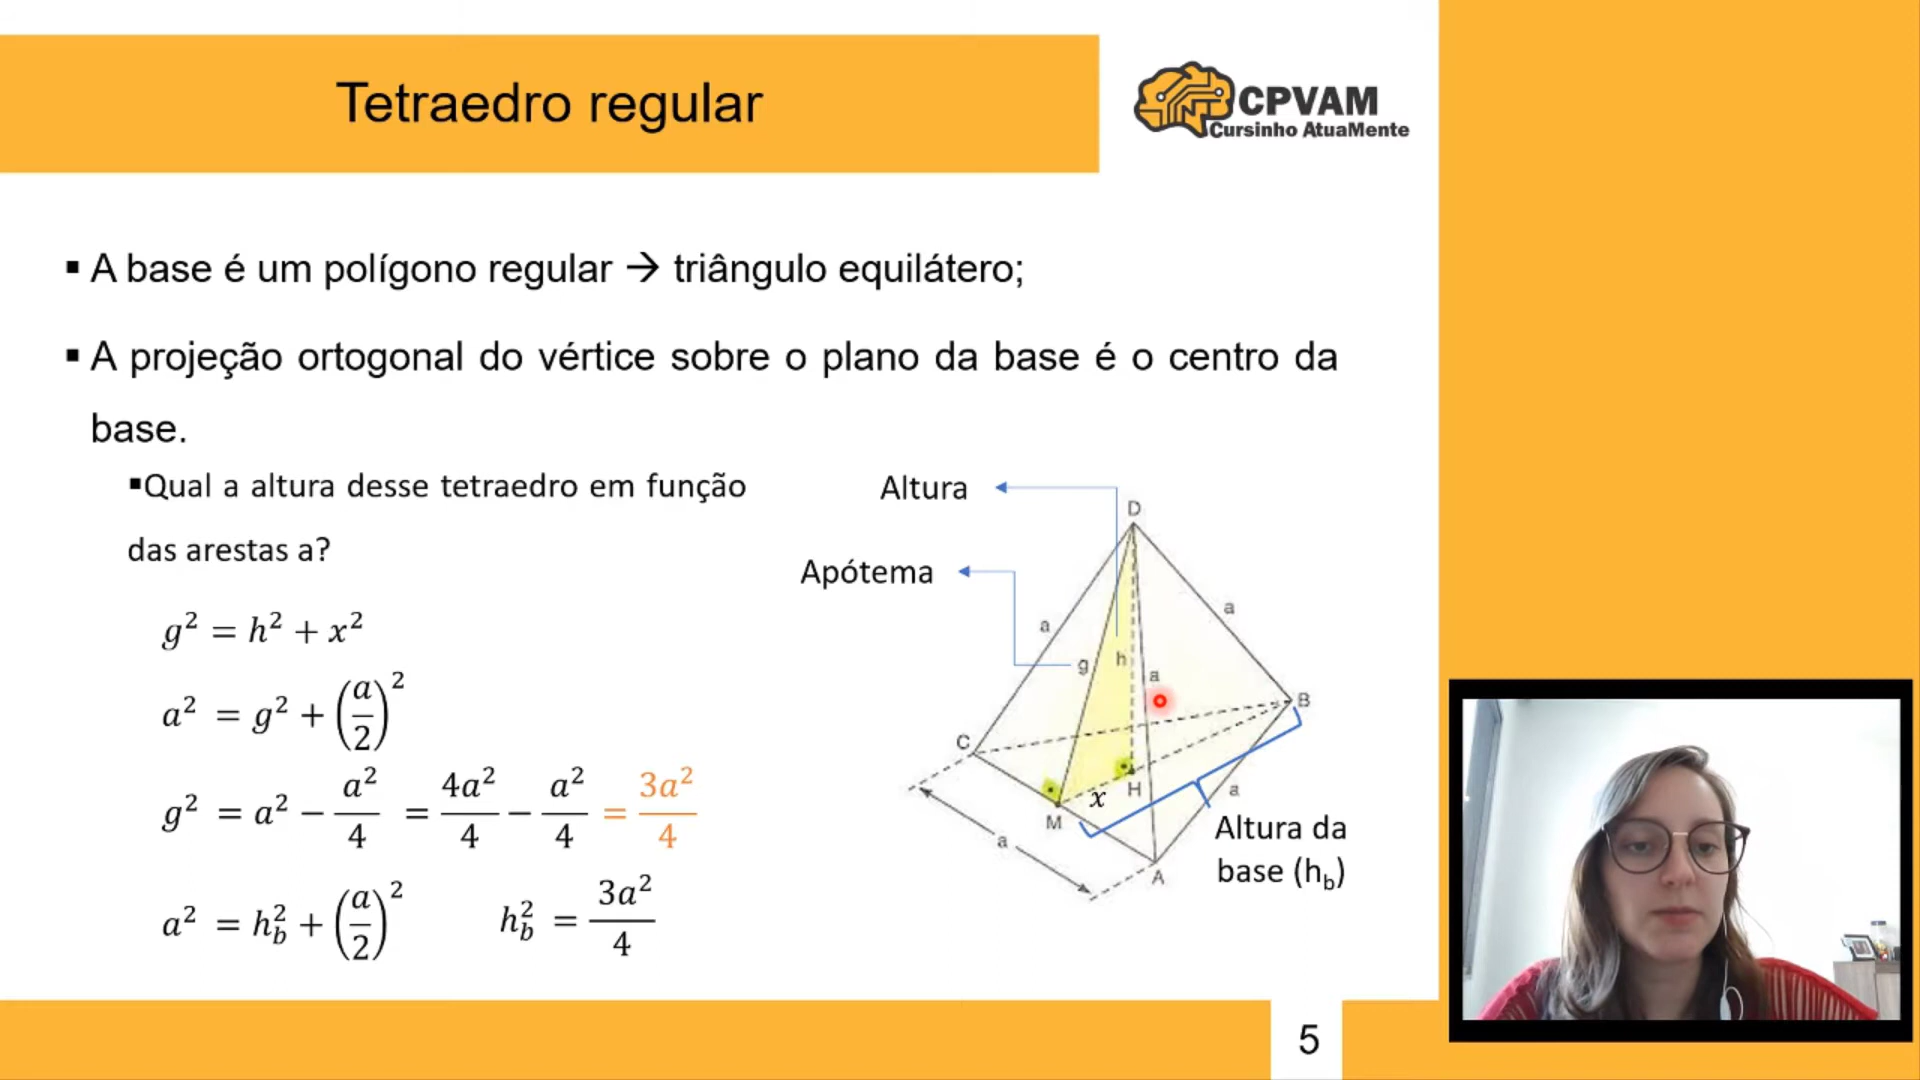 Tetraedro regular
CPVAM
Cursinho AtuaMente
▪ A base é um polígono regular → triângulo equilátero;
▪ A projeção ortogonal do vértice sobre o plano da base é o centro da
base.
▪Qual a altura desse tetraedro em função
das arestas a?
g² = h² + x²
a² = g² + (a/2)²
g² = a² − a²/4 = 4a²/4 − a²/4 = 3a²/4
a² = h_b² + (a/2)² h_b² = 3a²/4
Altura
D
Apótema
a
a
g
h
a
B
C
x
H
a
M
a
A
Altura da
base (h_b)
5